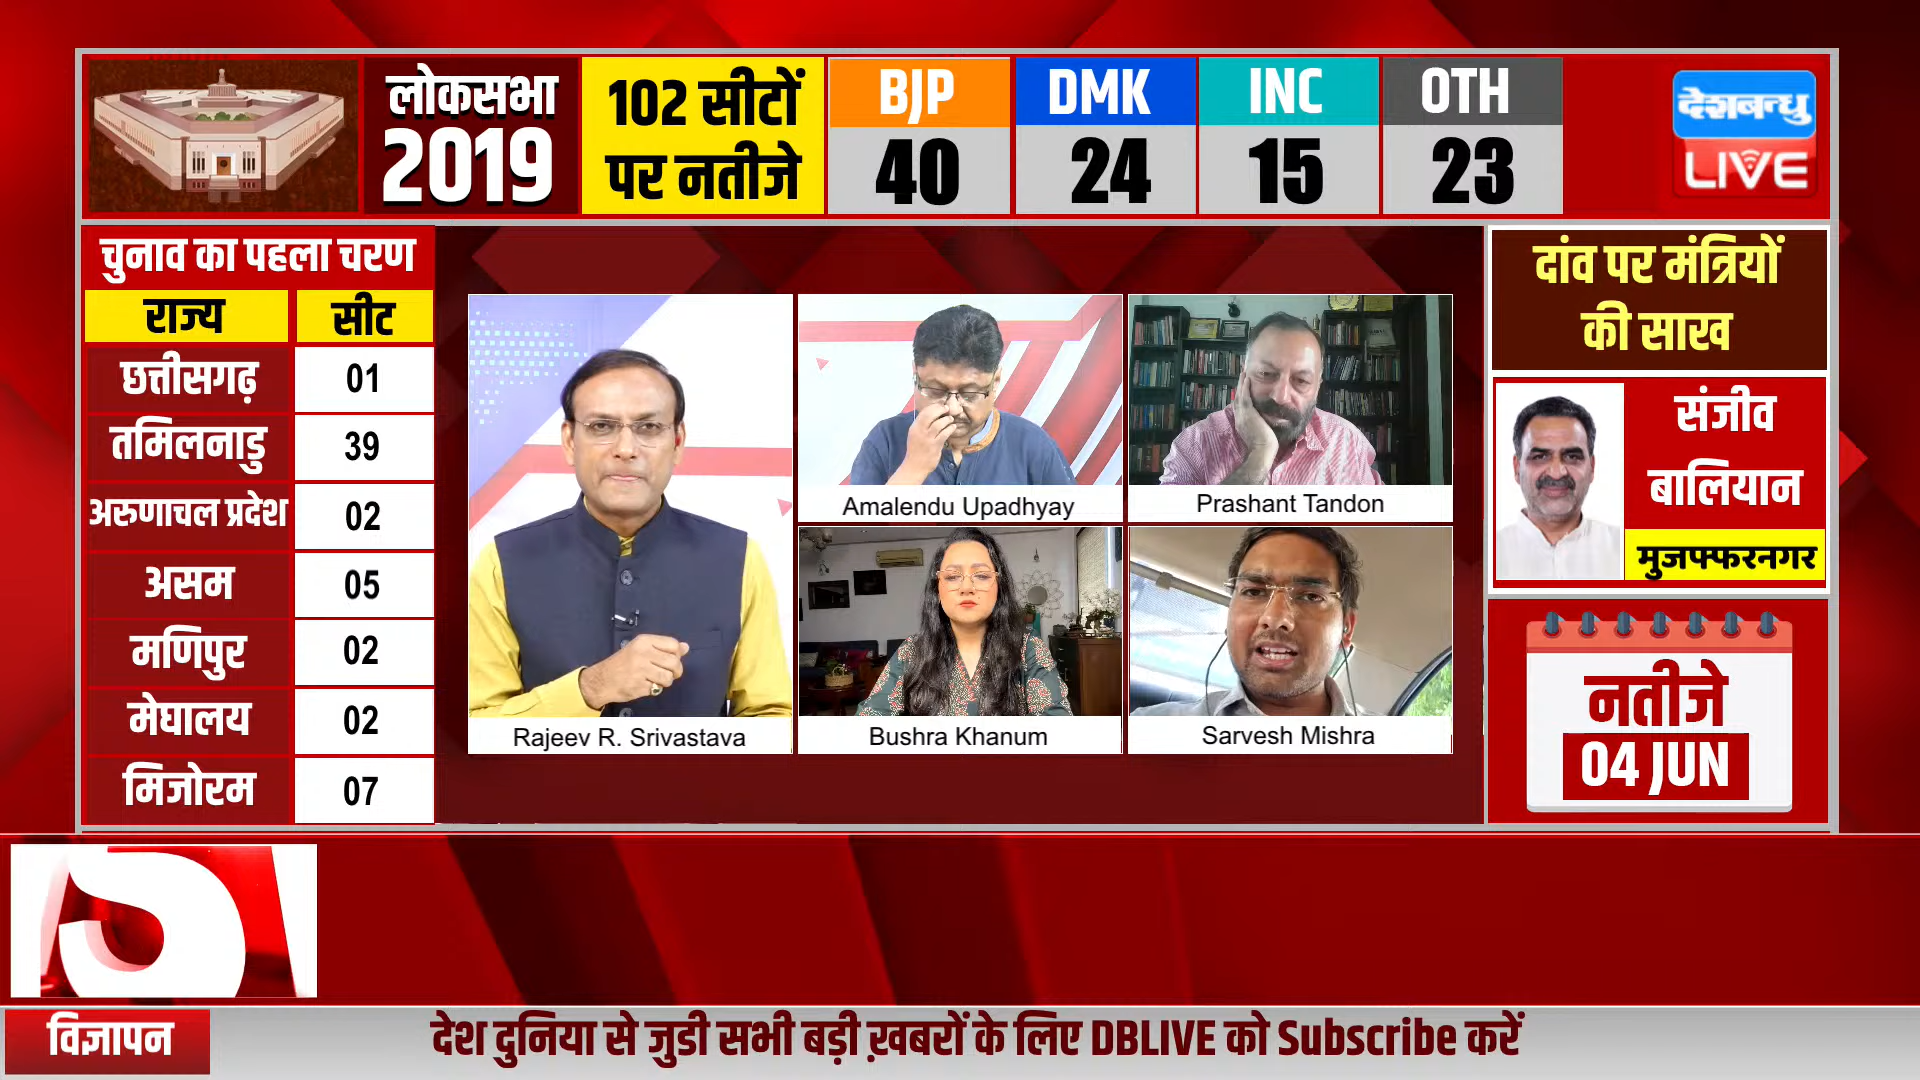 लोकसभा
2019
102 सीटों
पर नतीजे
BJP
40
DMK
24
INC
15
OTH
23
देशबन्धु
LIVE
चुनाव का पहला चरण
राज्य सीट
छत्तीसगढ़ 01
तमिलनाडु 39
अरुणाचल प्रदेश 02
असम 05
मणिपुर 02
मेघालय 02
मिजोरम 07
Rajeev R. Srivastava
Amalendu Upadhyay
Prashant Tandon
Bushra Khanum
Sarvesh Mishra
दांव पर मंत्रियों
की साख
संजीव
बालियान
मुजफ्फरनगर
नतीजे
04 JUN
विज्ञापन
देश दुनिया से जुडी सभी बड़ी ख़बरों के लिए DBLIVE को Subscribe करें